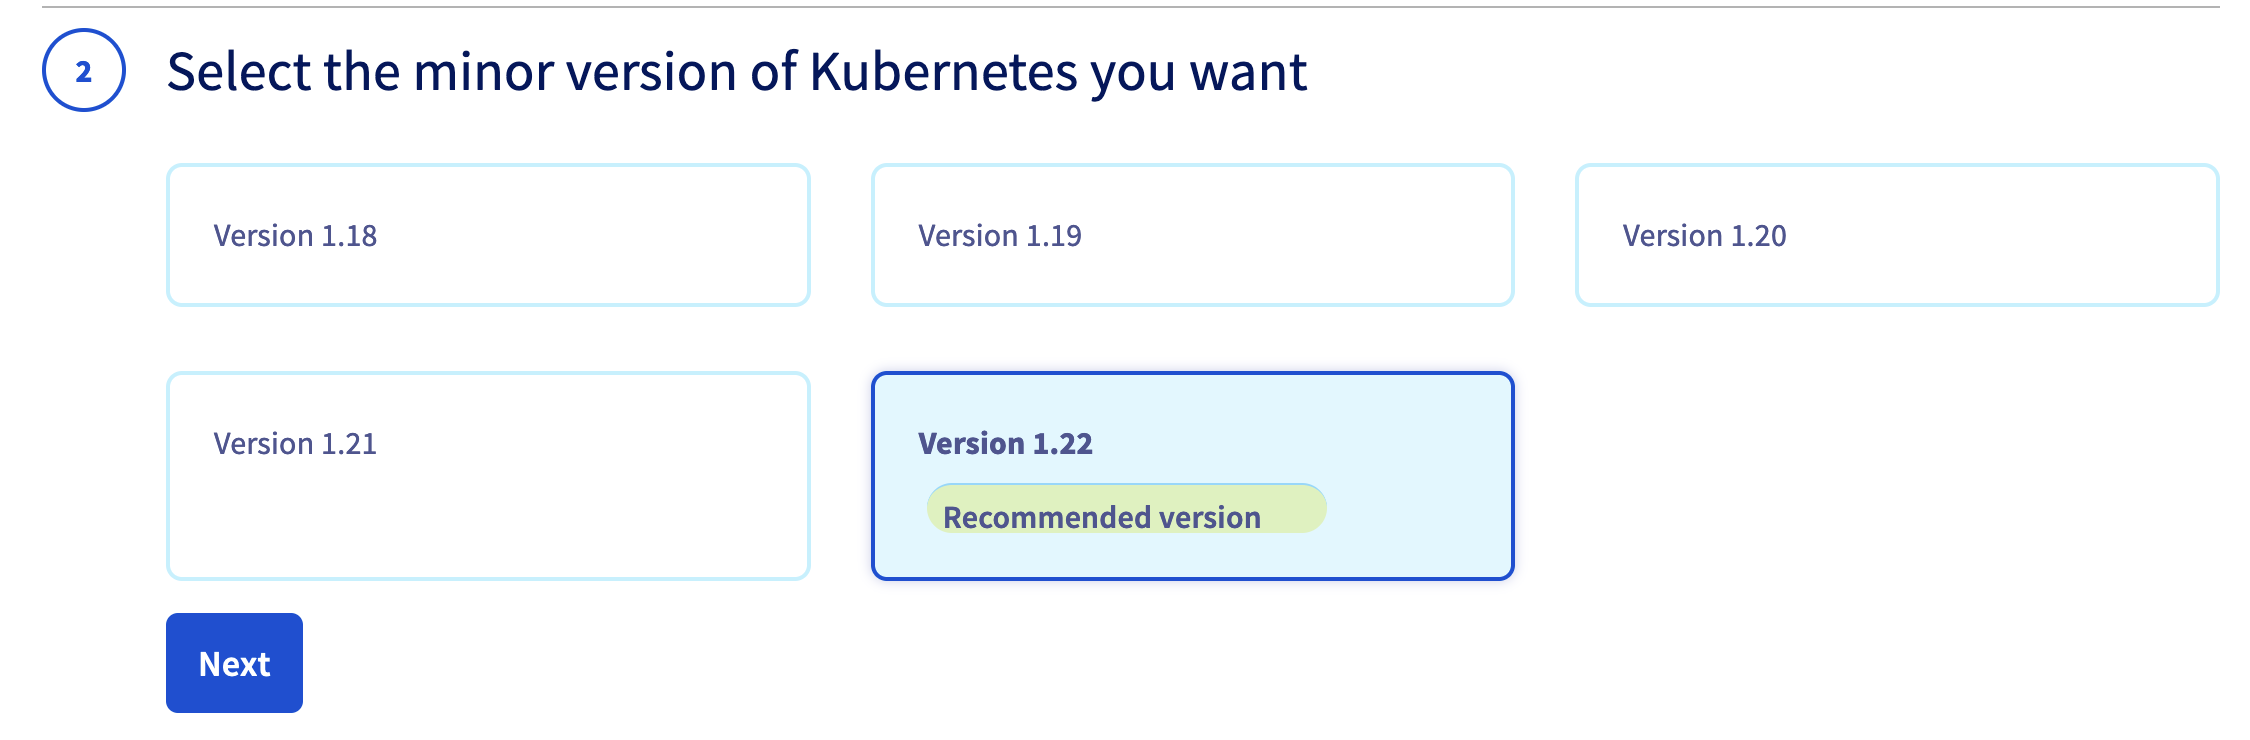 2
Select the minor version of Kubernetes you want
Version 1.18
Version 1.19
Version 1.20
Version 1.21
Version 1.22
Recommended version
Next